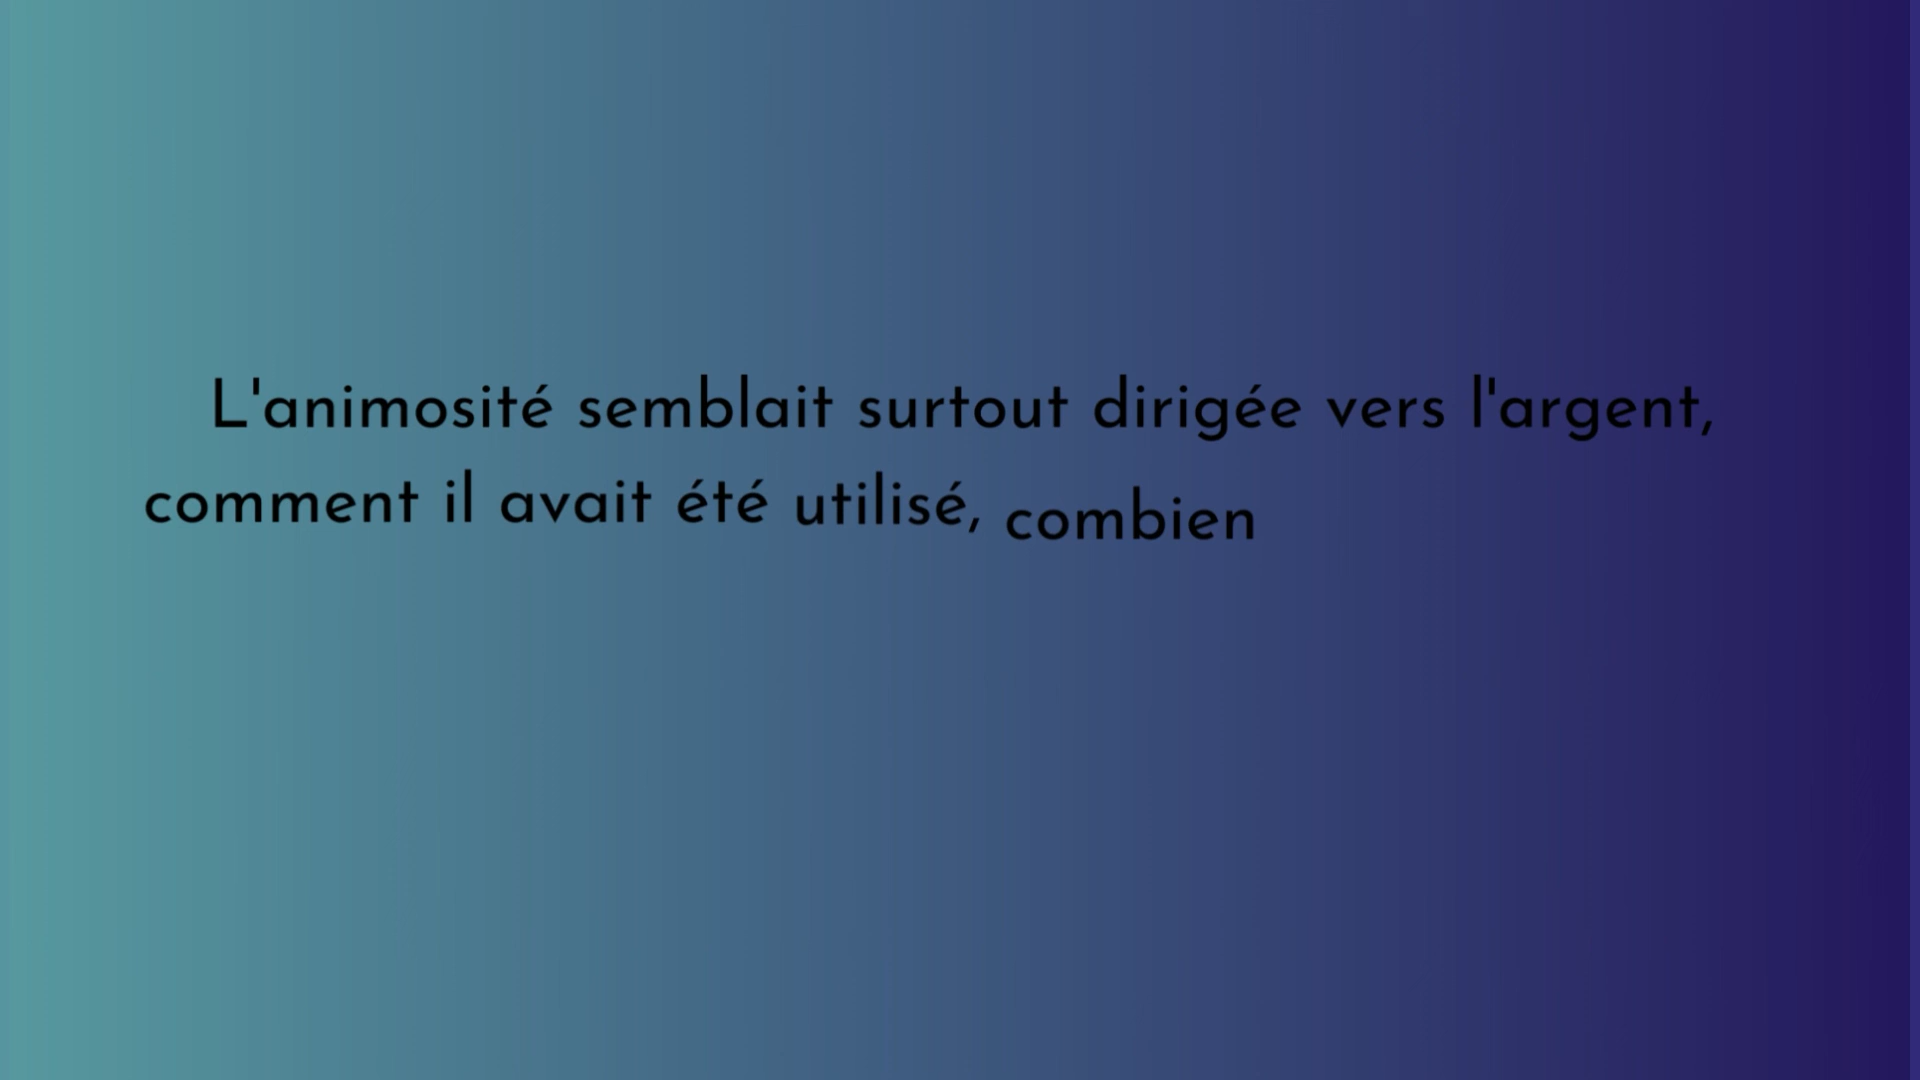 L'animosité semblait surtout dirigée vers l'argent,
comment il avait été utilisé, combien